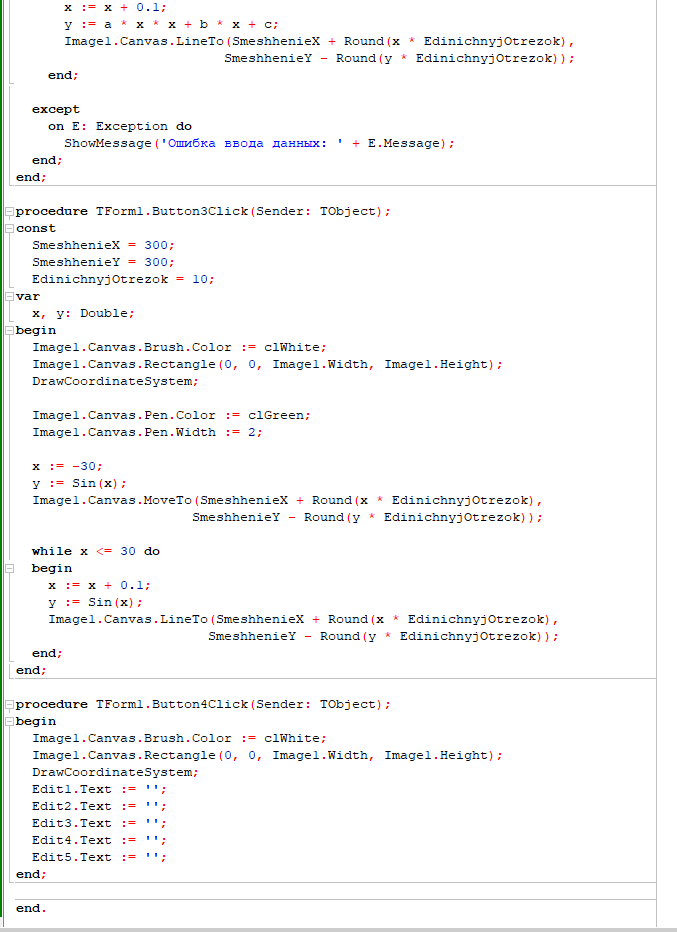 x := x + 0.1;
y := a * x * x + b * x + c;
Image1.Canvas.LineTo(SmeshhenieX + Round(x * EdinichnyjOtrezok),
SmeshhenieY - Round(y * EdinichnyjOtrezok));
end;
except
on E: Exception do
ShowMessage('Ошибка ввода данных: ' + E.Message);
end;
end;
procedure TForm1.Button3Click(Sender: TObject);
const
SmeshhenieX = 300;
SmeshhenieY = 300;
EdinichnyjOtrezok = 10;
var
x, y: Double;
begin
Image1.Canvas.Brush.Color := clWhite;
Image1.Canvas.Rectangle(0, 0, Image1.Width, Image1.Height);
DrawCoordinateSystem;
Image1.Canvas.Pen.Color := clGreen;
Image1.Canvas.Pen.Width := 2;
x := -30;
y := Sin(x);
Image1.Canvas.MoveTo(SmeshhenieX + Round(x * EdinichnyjOtrezok),
SmeshhenieY - Round(y * EdinichnyjOtrezok));
while x <= 30 do
begin
x := x + 0.1;
y := Sin(x);
Image1.Canvas.LineTo(SmeshhenieX + Round(x * EdinichnyjOtrezok),
SmeshhenieY - Round(y * EdinichnyjOtrezok));
end;
end;
procedure TForm1.Button4Click(Sender: TObject);
begin
Image1.Canvas.Brush.Color := clWhite;
Image1.Canvas.Rectangle(0, 0, Image1.Width, Image1.Height);
DrawCoordinateSystem;
Edit1.Text := '';
Edit2.Text := '';
Edit3.Text := '';
Edit4.Text := '';
Edit5.Text := '';
end;
end.